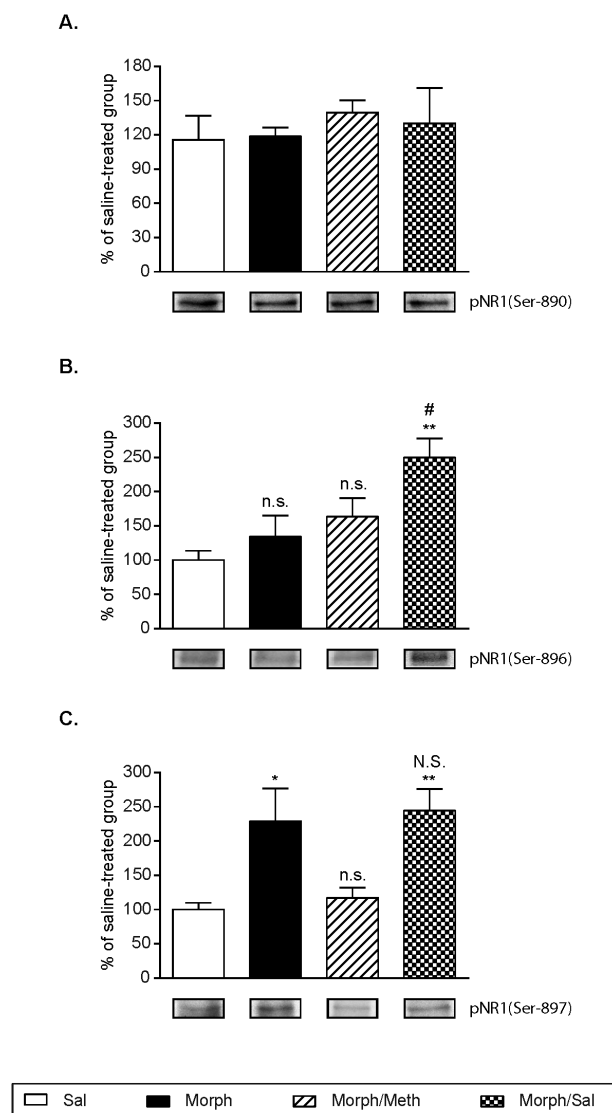 A.
% of saline-treated group
180
150
120
90
60
30
0
pNR1(Ser-890)
B.
% of saline-treated group
300
250
200
150
100
50
0
n.s.
n.s.
#
**
pNR1(Ser-896)
C.
% of saline-treated group
300
250
200
150
100
50
0
*
n.s.
N.S.
**
pNR1(Ser-897)
Sal Morph Morph/Meth Morph/Sal